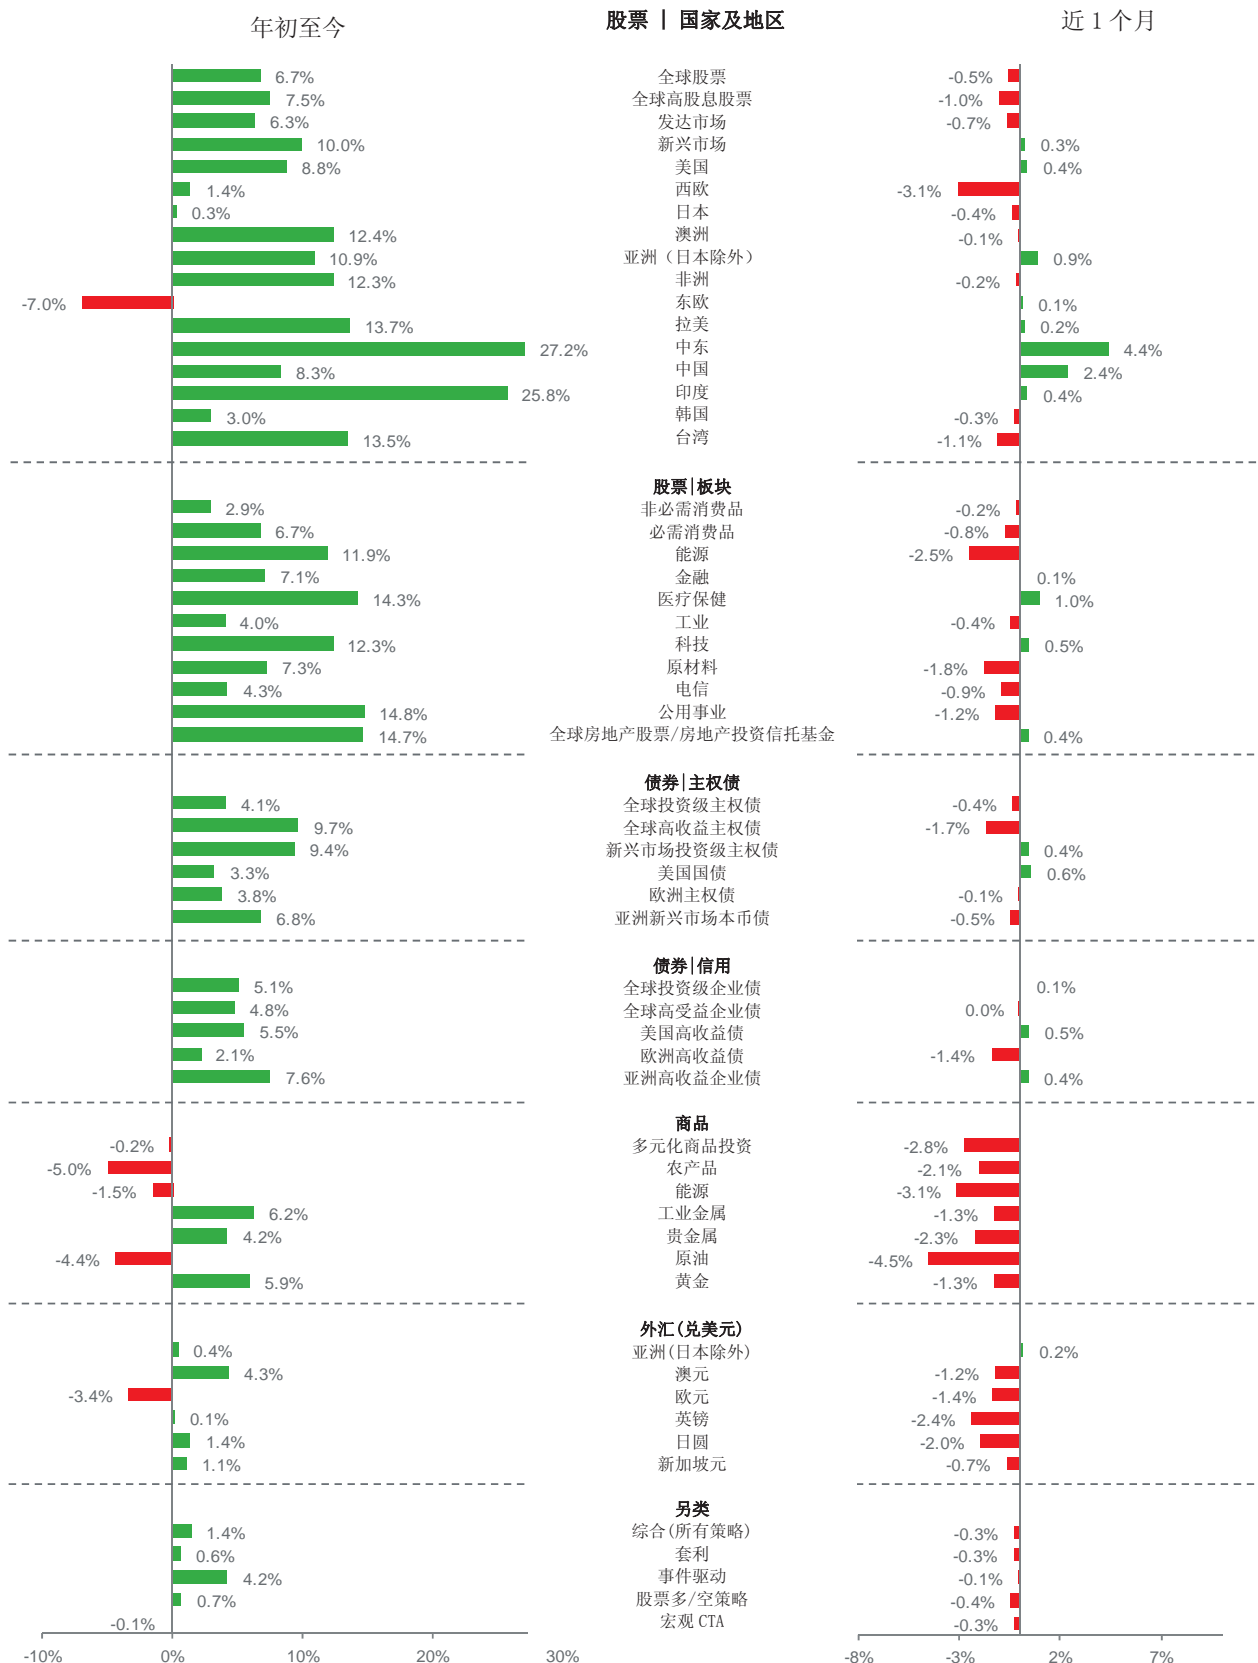 年初至今 股票 | 国家及地区 近 1 个月
6.7% 全球股票 -0.5%
7.5% 全球高股息股票 -1.0%
6.3% 发达市场 -0.7%
10.0% 新兴市场 0.3%
8.8% 美国 0.4%
1.4% 西欧 -3.1%
0.3% 日本 -0.4%
12.4% 澳洲 -0.1%
10.9% 亚洲（日本除外） 0.9%
12.3% 非洲 -0.2%
-7.0% 东欧 0.1%
13.7% 拉美 0.2%
27.2% 中东 4.4%
8.3% 中国 2.4%
25.8% 印度 0.4%
3.0% 韩国 -0.3%
13.5% 台湾 -1.1%
股票|板块
2.9% 非必需消费品 -0.2%
6.7% 必需消费品 -0.8%
11.9% 能源 -2.5%
7.1% 金融 0.1%
14.3% 医疗保健 1.0%
4.0% 工业 -0.4%
12.3% 科技 0.5%
7.3% 原材料 -1.8%
4.3% 电信 -0.9%
14.8% 公用事业 -1.2%
14.7% 全球房地产股票/房地产投资信托基金 0.4%
债券|主权债
4.1% 全球投资级主权债 -0.4%
9.7% 全球高收益主权债 -1.7%
9.4% 新兴市场投资级主权债 0.4%
3.3% 美国国债 0.6%
3.8% 欧洲主权债 -0.1%
6.8% 亚洲新兴市场本币债 -0.5%
债券|信用
5.1% 全球投资级企业债 0.1%
4.8% 全球高受益企业债 0.0%
5.5% 美国高收益债 0.5%
2.1% 欧洲高收益债 -1.4%
7.6% 亚洲高收益企业债 0.4%
商品
-0.2% 多元化商品投资 -2.8%
-5.0% 农产品 -2.1%
-1.5% 能源 -3.1%
6.2% 工业金属 -1.3%
4.2% 贵金属 -2.3%
-4.4% 原油 -4.5%
5.9% 黄金 -1.3%
外汇(兑美元)
0.4% 亚洲(日本除外) 0.2%
4.3% 澳元 -1.2%
-3.4% 欧元 -1.4%
0.1% 英镑 -2.4%
1.4% 日圆 -2.0%
1.1% 新加坡元 -0.7%
另类
1.4% 综合(所有策略) -0.3%
0.6% 套利 -0.3%
4.2% 事件驱动 -0.1%
0.7% 股票多/空策略 -0.4%
-0.1% 宏观 CTA -0.3%
-10% 0% 10% 20% 30% -8% -3% 2% 7%